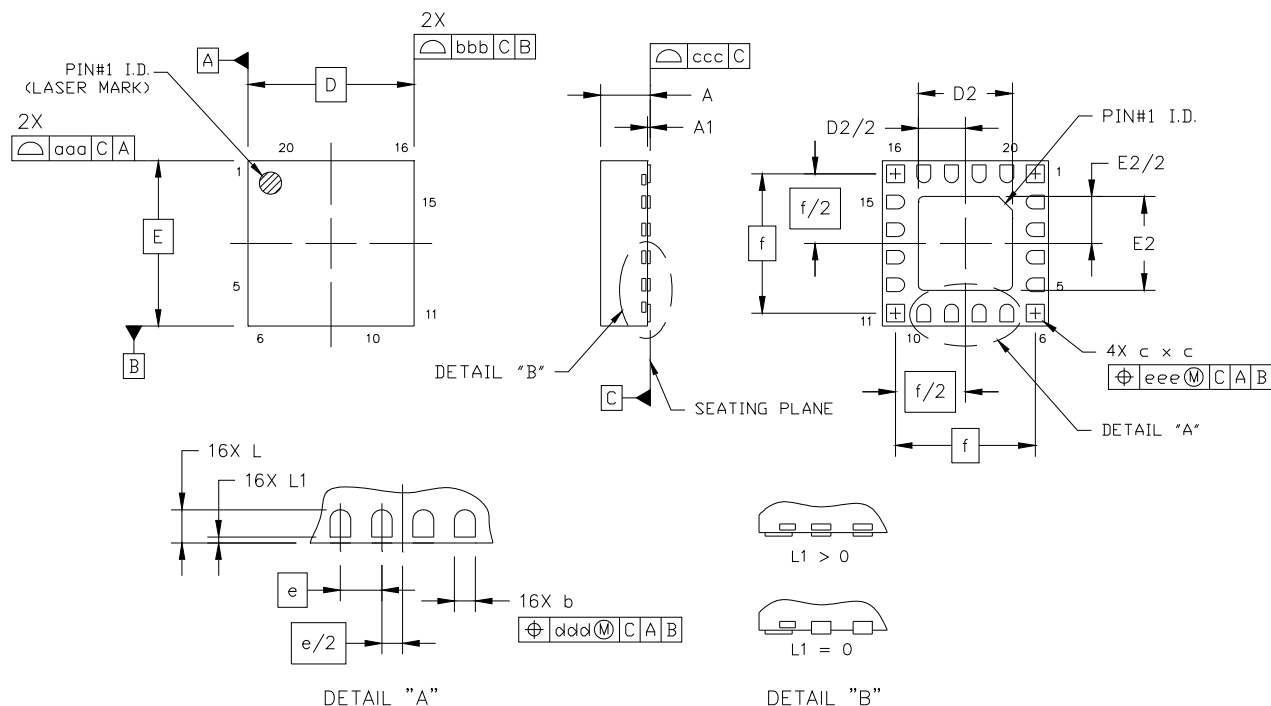 2X
bbb C B
A
PIN#1 I.D.
(LASER MARK)
D
2X
aaa C A
20
16
1
15
E
5
11
6
10
B
ccc C
A
A1
DETAIL "B"
C
SEATING PLANE
D2
D2/2
PIN#1 I.D.
16
20
1
E2/2
15
f/2
f
E2
5
11
10
6
4X c x c
⌖ eee Ⓜ C A B
f/2
f
DETAIL "A"
16X L
16X L1
e
e/2
16X b
⌖ ddd Ⓜ C A B
DETAIL "A"
L1 > 0
L1 = 0
DETAIL "B"